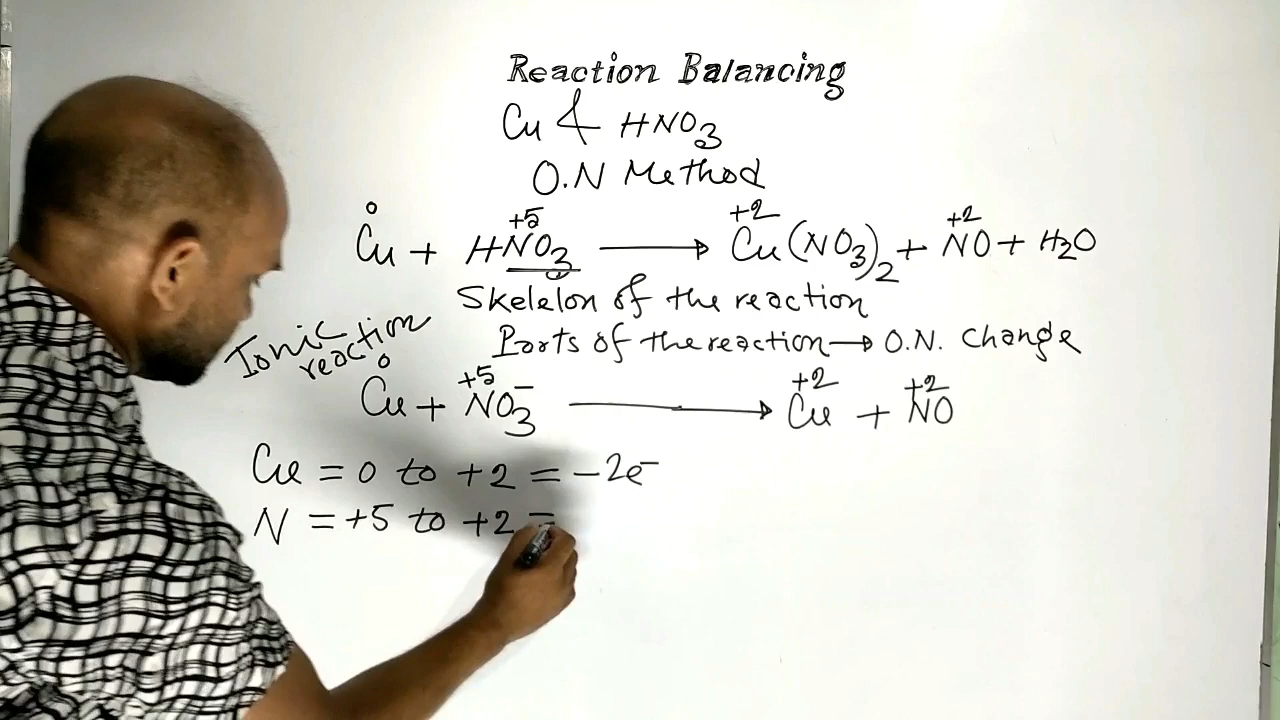 Reaction Balancing
Cu & HNO3
O.N Method
0 +5 +2 +2
Cu + HNO3 ⟶ Cu(NO3)2 + NO + H2O
Skeleton of the reaction
Parts of the reaction → O.N. Change
Ionic
reaction
0 +5 +2 +2
Cu + NO3⁻ ⟶ Cu + NO
Cu = 0 to +2 = -2e⁻
N = +5 to +2 =